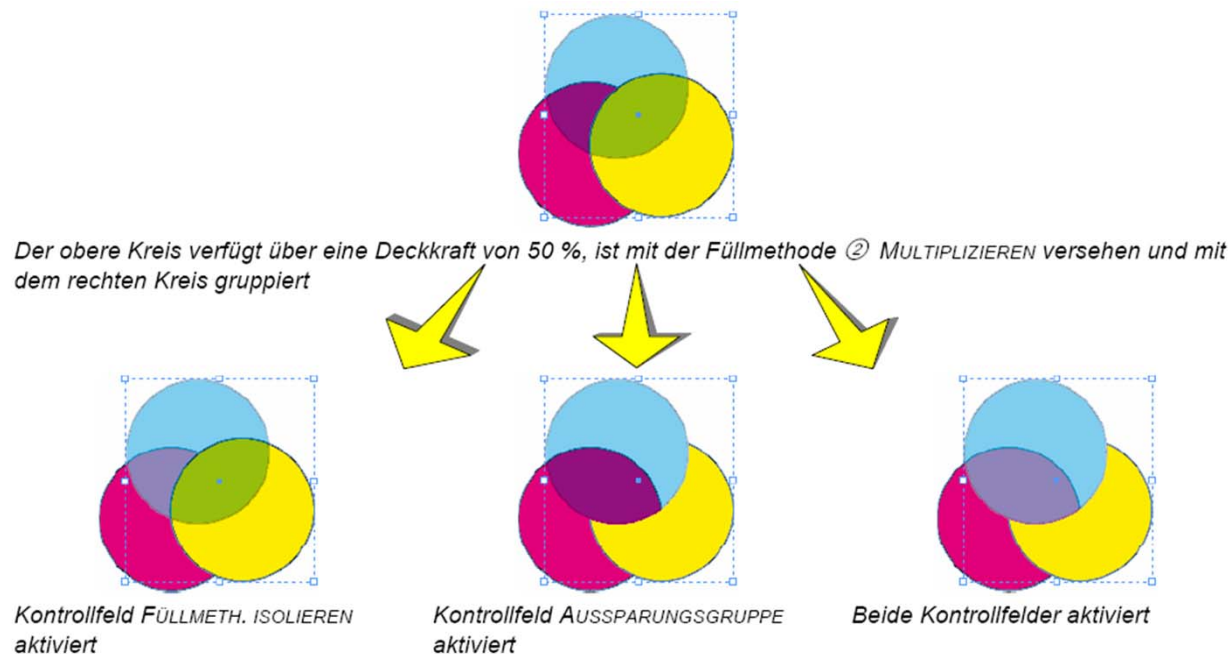 Der obere Kreis verfügt über eine Deckkraft von 50 %, ist mit der Füllmethode ② MULTIPLIZIEREN versehen und mit
dem rechten Kreis gruppiert
Kontrollfeld FÜLLMETH. ISOLIEREN
aktiviert
Kontrollfeld AUSSPARUNGSGRUPPE
aktiviert
Beide Kontrollfelder aktiviert